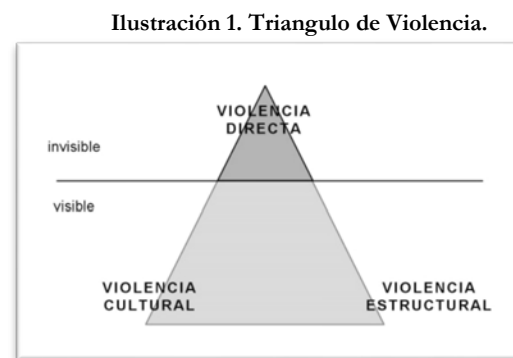 Ilustración 1. Triangulo de Violencia.
VIOLENCIA
DIRECTA
invisible
visible
VIOLENCIA
CULTURAL
VIOLENCIA
ESTRUCTURAL